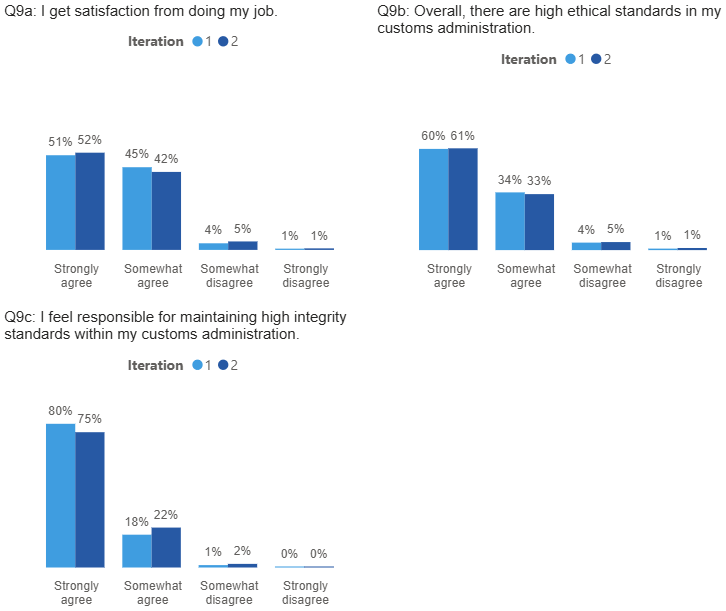 Q9a: I get satisfaction from doing my job.
Iteration 1 2
51% 52%
45% 42%
4% 5%
1% 1%
Strongly agree
Somewhat agree
Somewhat disagree
Strongly disagree
Q9b: Overall, there are high ethical standards in my
customs administration.
Iteration 1 2
60% 61%
34% 33%
4% 5%
1% 1%
Strongly agree
Somewhat agree
Somewhat disagree
Strongly disagree
Q9c: I feel responsible for maintaining high integrity
standards within my customs administration.
Iteration 1 2
80% 75%
18% 22%
1% 2%
0% 0%
Strongly agree
Somewhat agree
Somewhat disagree
Strongly disagree